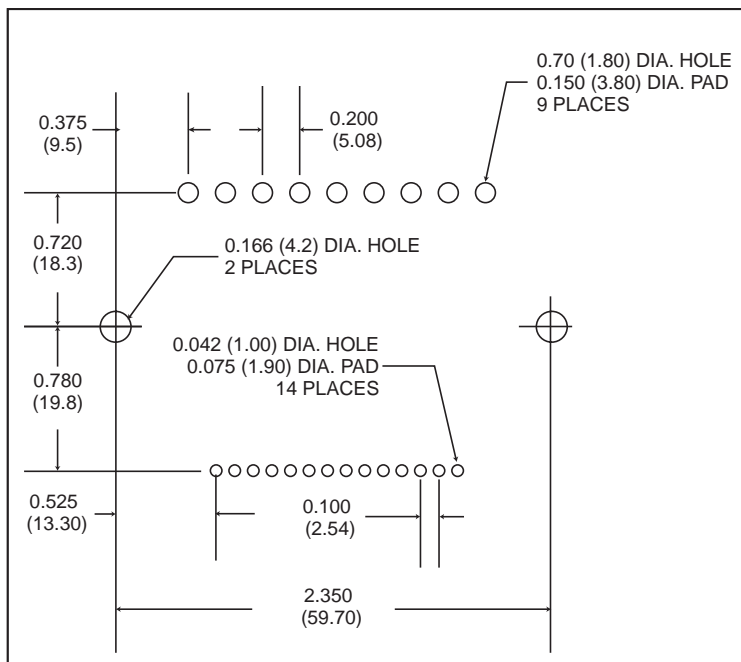 0.70 (1.80) DIA. HOLE
0.150 (3.80) DIA. PAD
9 PLACES
0.375
(9.5)
0.200
(5.08)
0.720
(18.3)
0.166 (4.2) DIA. HOLE
2 PLACES
0.042 (1.00) DIA. HOLE
0.075 (1.90) DIA. PAD
14 PLACES
0.780
(19.8)
0.525
(13.30)
0.100
(2.54)
2.350
(59.70)